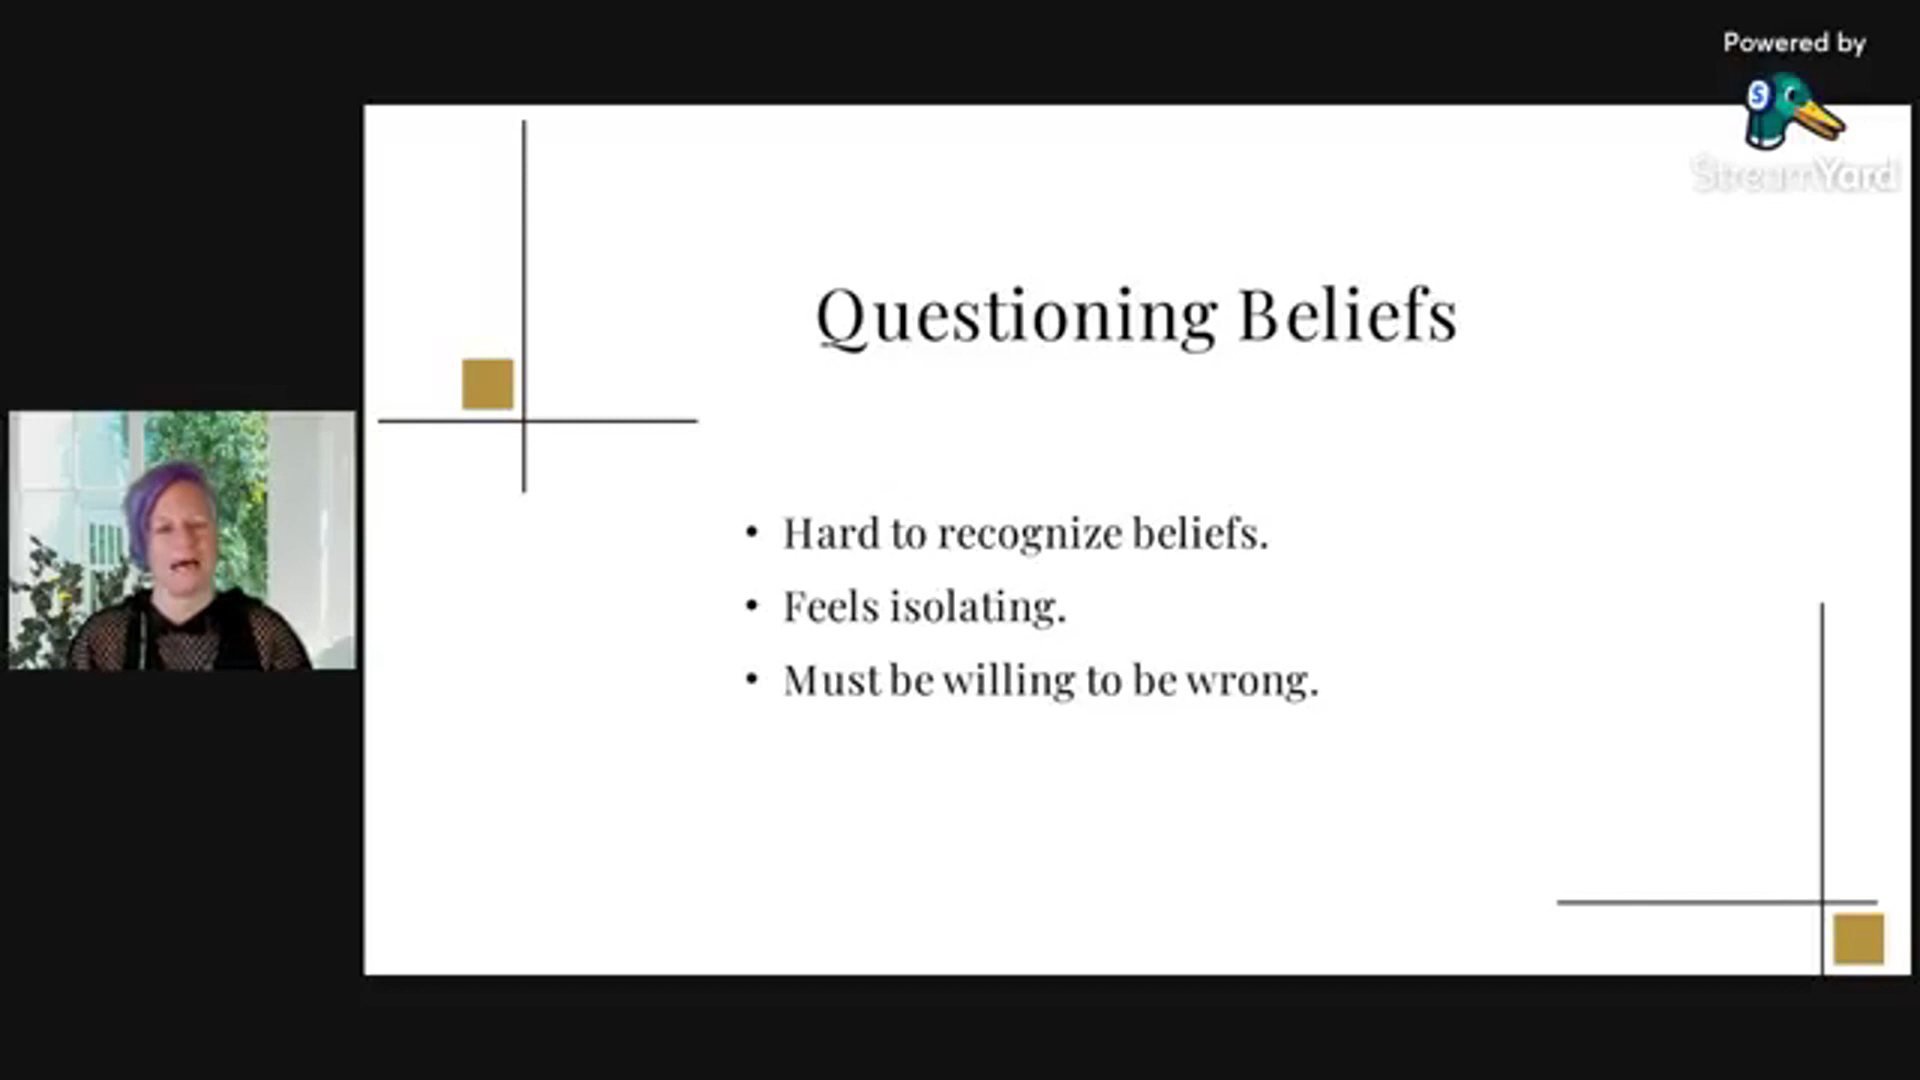 Powered by
S
StreamYard
Questioning Beliefs
• Hard to recognize beliefs.
• Feels isolating.
• Must be willing to be wrong.